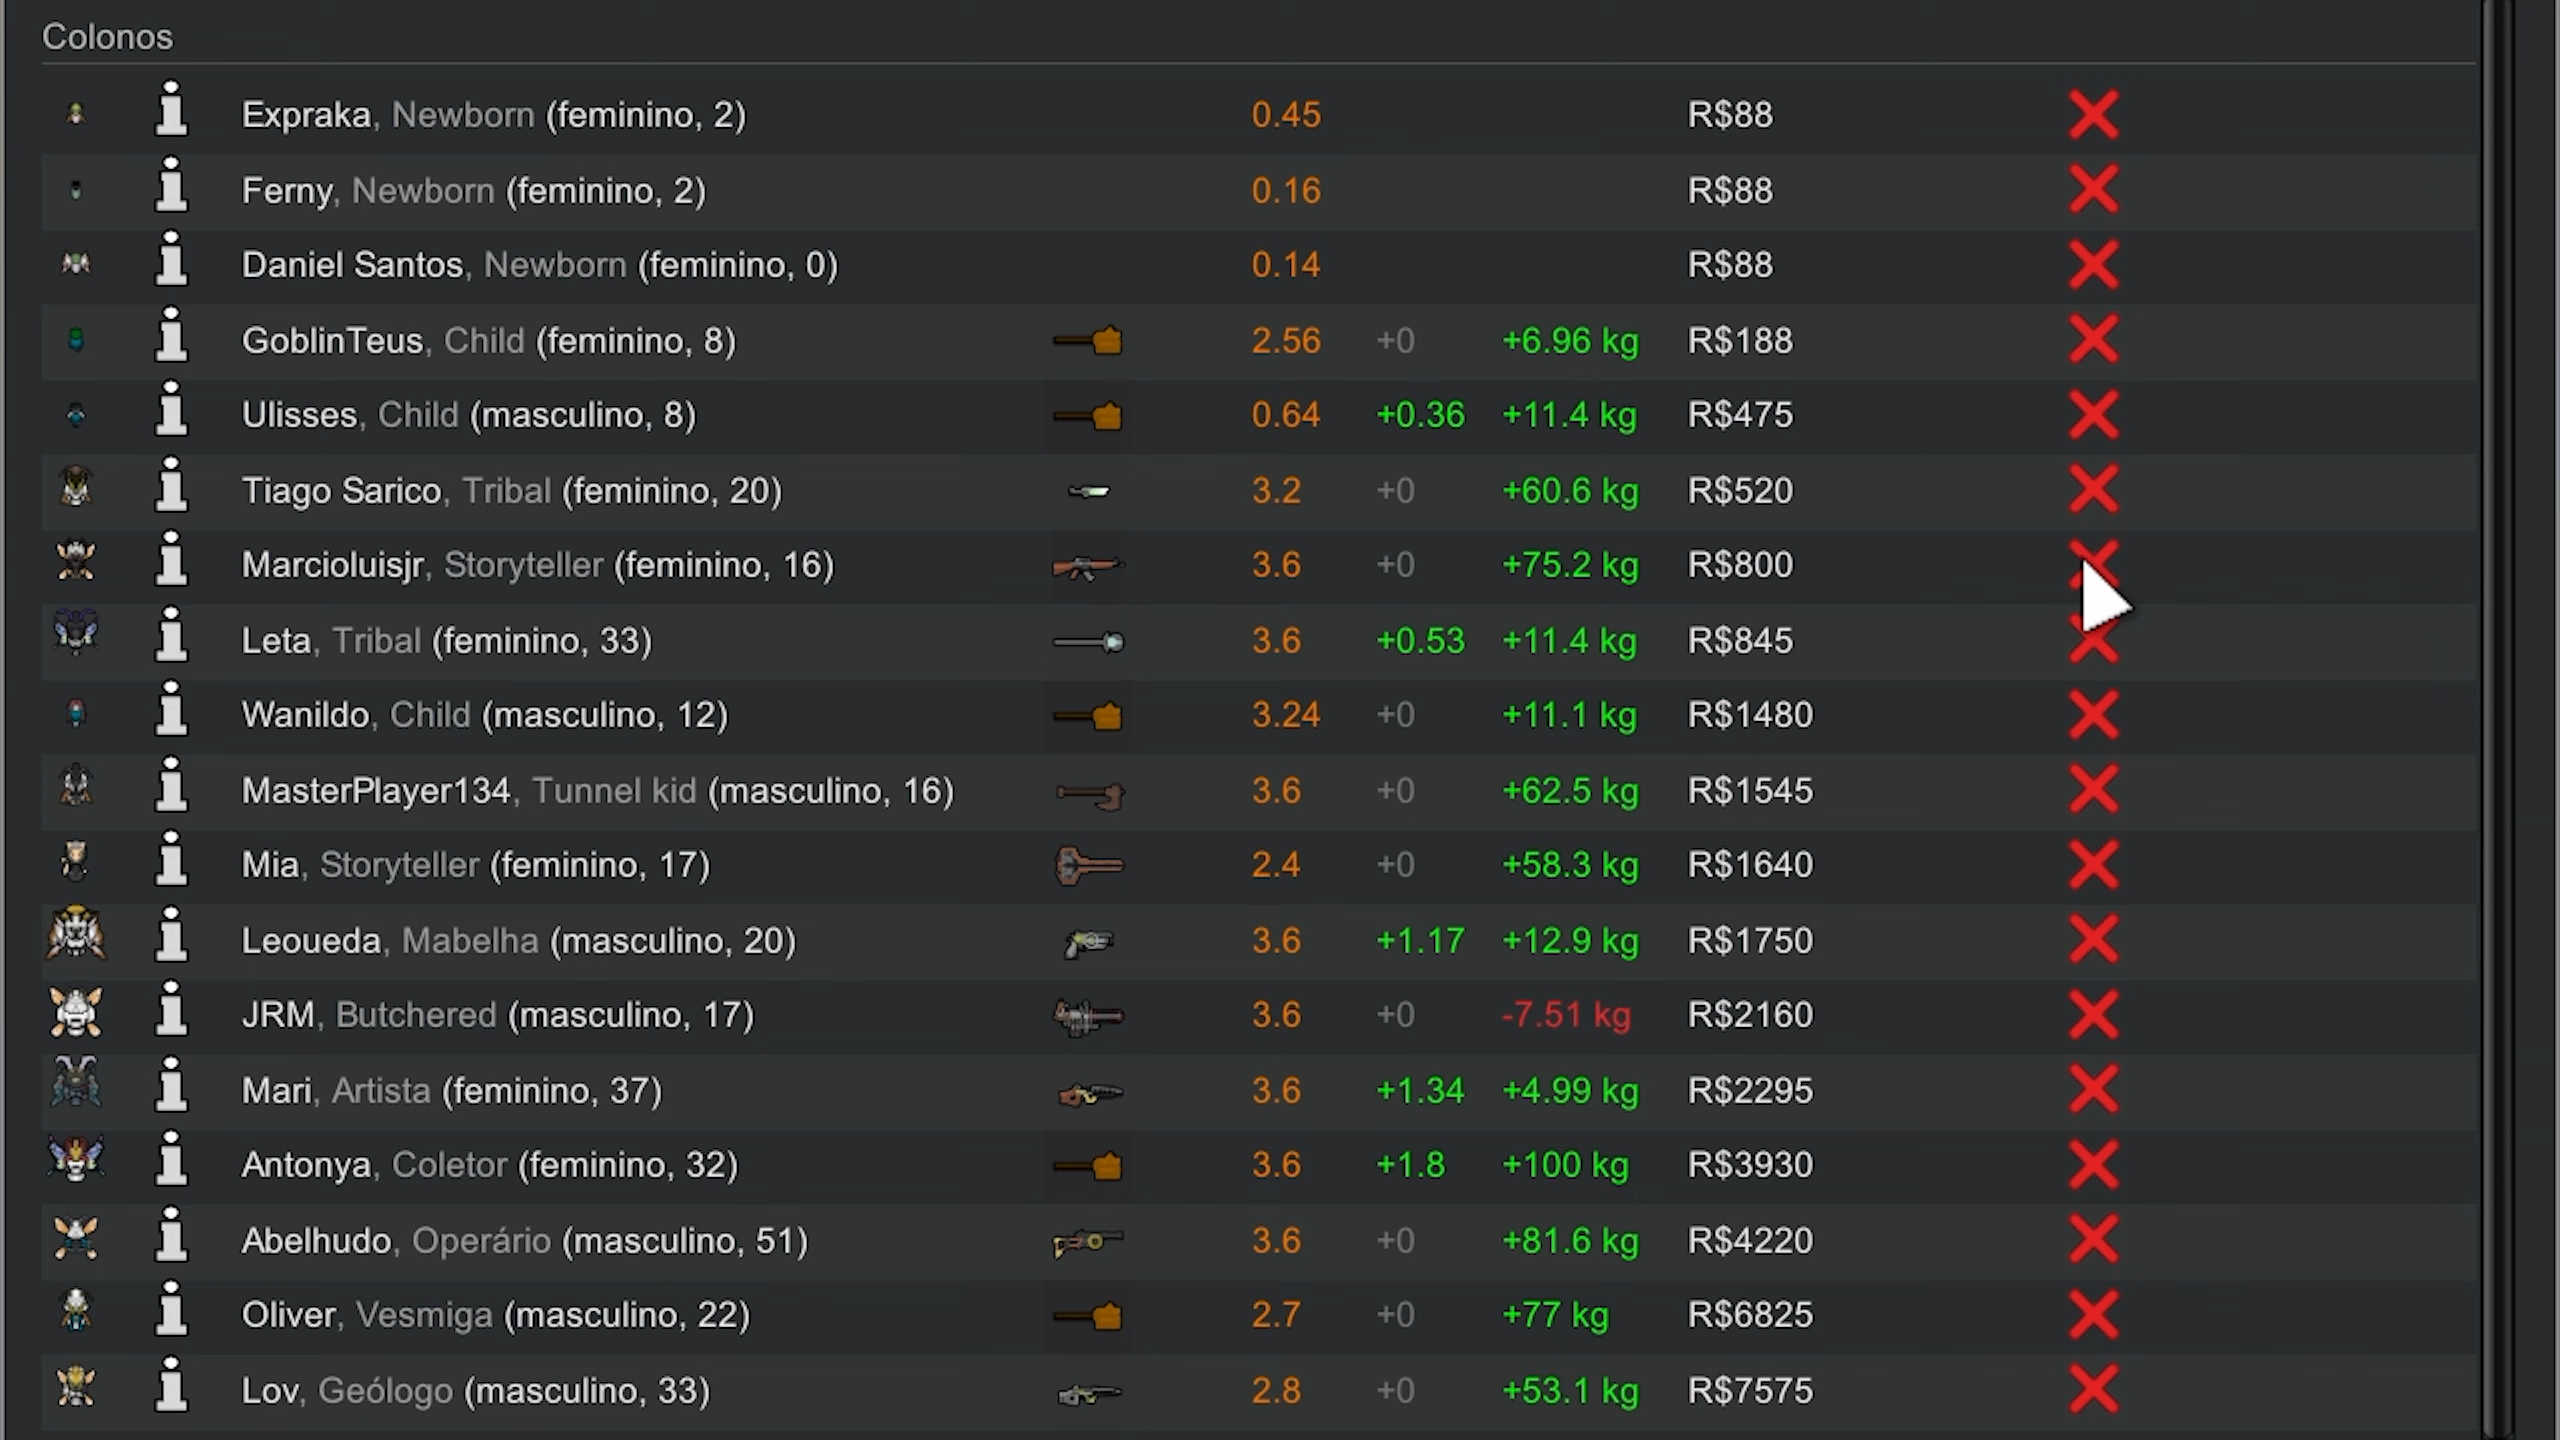 Colonos
Expraka, Newborn (feminino, 2) 0.45 R$88
Ferny, Newborn (feminino, 2) 0.16 R$88
Daniel Santos, Newborn (feminino, 0) 0.14 R$88
GoblinTeus, Child (feminino, 8) 2.56 +0 +6.96 kg R$188
Ulisses, Child (masculino, 8) 0.64 +0.36 +11.4 kg R$475
Tiago Sarico, Tribal (feminino, 20) 3.2 +0 +60.6 kg R$520
Marcioluisjr, Storyteller (feminino, 16) 3.6 +0 +75.2 kg R$800
Leta, Tribal (feminino, 33) 3.6 +0.53 +11.4 kg R$845
Wanildo, Child (masculino, 12) 3.24 +0 +11.1 kg R$1480
MasterPlayer134, Tunnel kid (masculino, 16) 3.6 +0 +62.5 kg R$1545
Mia, Storyteller (feminino, 17) 2.4 +0 +58.3 kg R$1640
Leoueda, Mabelha (masculino, 20) 3.6 +1.17 +12.9 kg R$1750
JRM, Butchered (masculino, 17) 3.6 +0 -7.51 kg R$2160
Mari, Artista (feminino, 37) 3.6 +1.34 +4.99 kg R$2295
Antonya, Coletor (feminino, 32) 3.6 +1.8 +100 kg R$3930
Abelhudo, Operário (masculino, 51) 3.6 +0 +81.6 kg R$4220
Oliver, Vesmiga (masculino, 22) 2.7 +0 +77 kg R$6825
Lov, Geólogo (masculino, 33) 2.8 +0 +53.1 kg R$7575